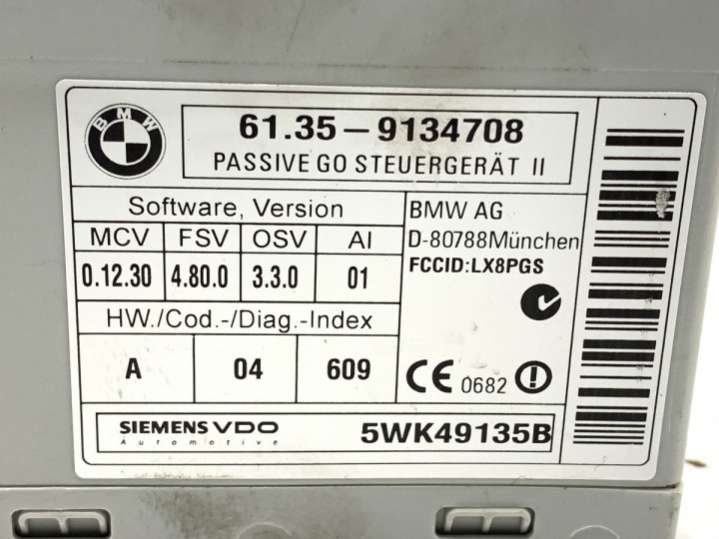 BMW
61.35-9134708
PASSIVE GO STEUERGERÄT II
Software, Version
MCV FSV OSV AI
0.12.30 4.80.0 3.3.0 01
HW./Cod.-/Diag.-Index
A 04 609
BMW AG
D-80788München
FCCID:LX8PGS
CE 0682
SIEMENS VDO
Automotive
5WK49135B